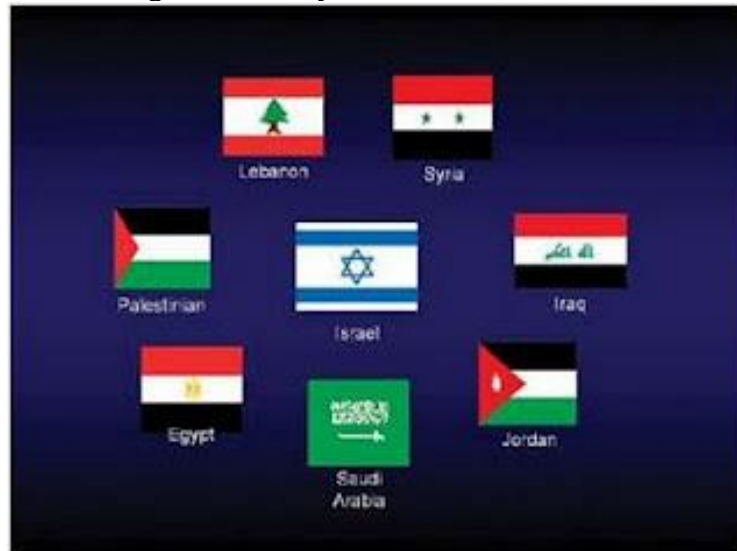 Lebanon
Syria
Palestinian
Israel
Iraq
Egypt
Saudi
Arabia
Jordan